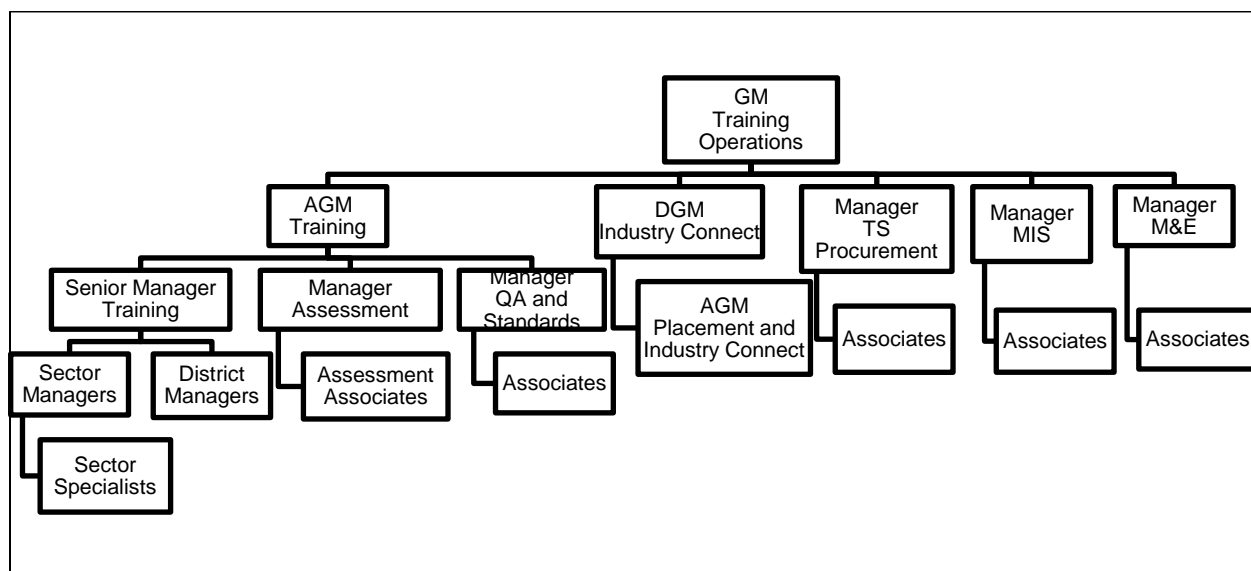 GM
Training
Operations
AGM
Training
DGM
Industry Connect
Manager
TS
Procurement
Manager
MIS
Manager
M&E
Senior Manager
Training
Manager
Assessment
Manager
QA and
Standards
AGM
Placement and
Industry Connect
Associates
Associates
Associates
Sector
Managers
District
Managers
Assessment
Associates
Associates
Sector
Specialists